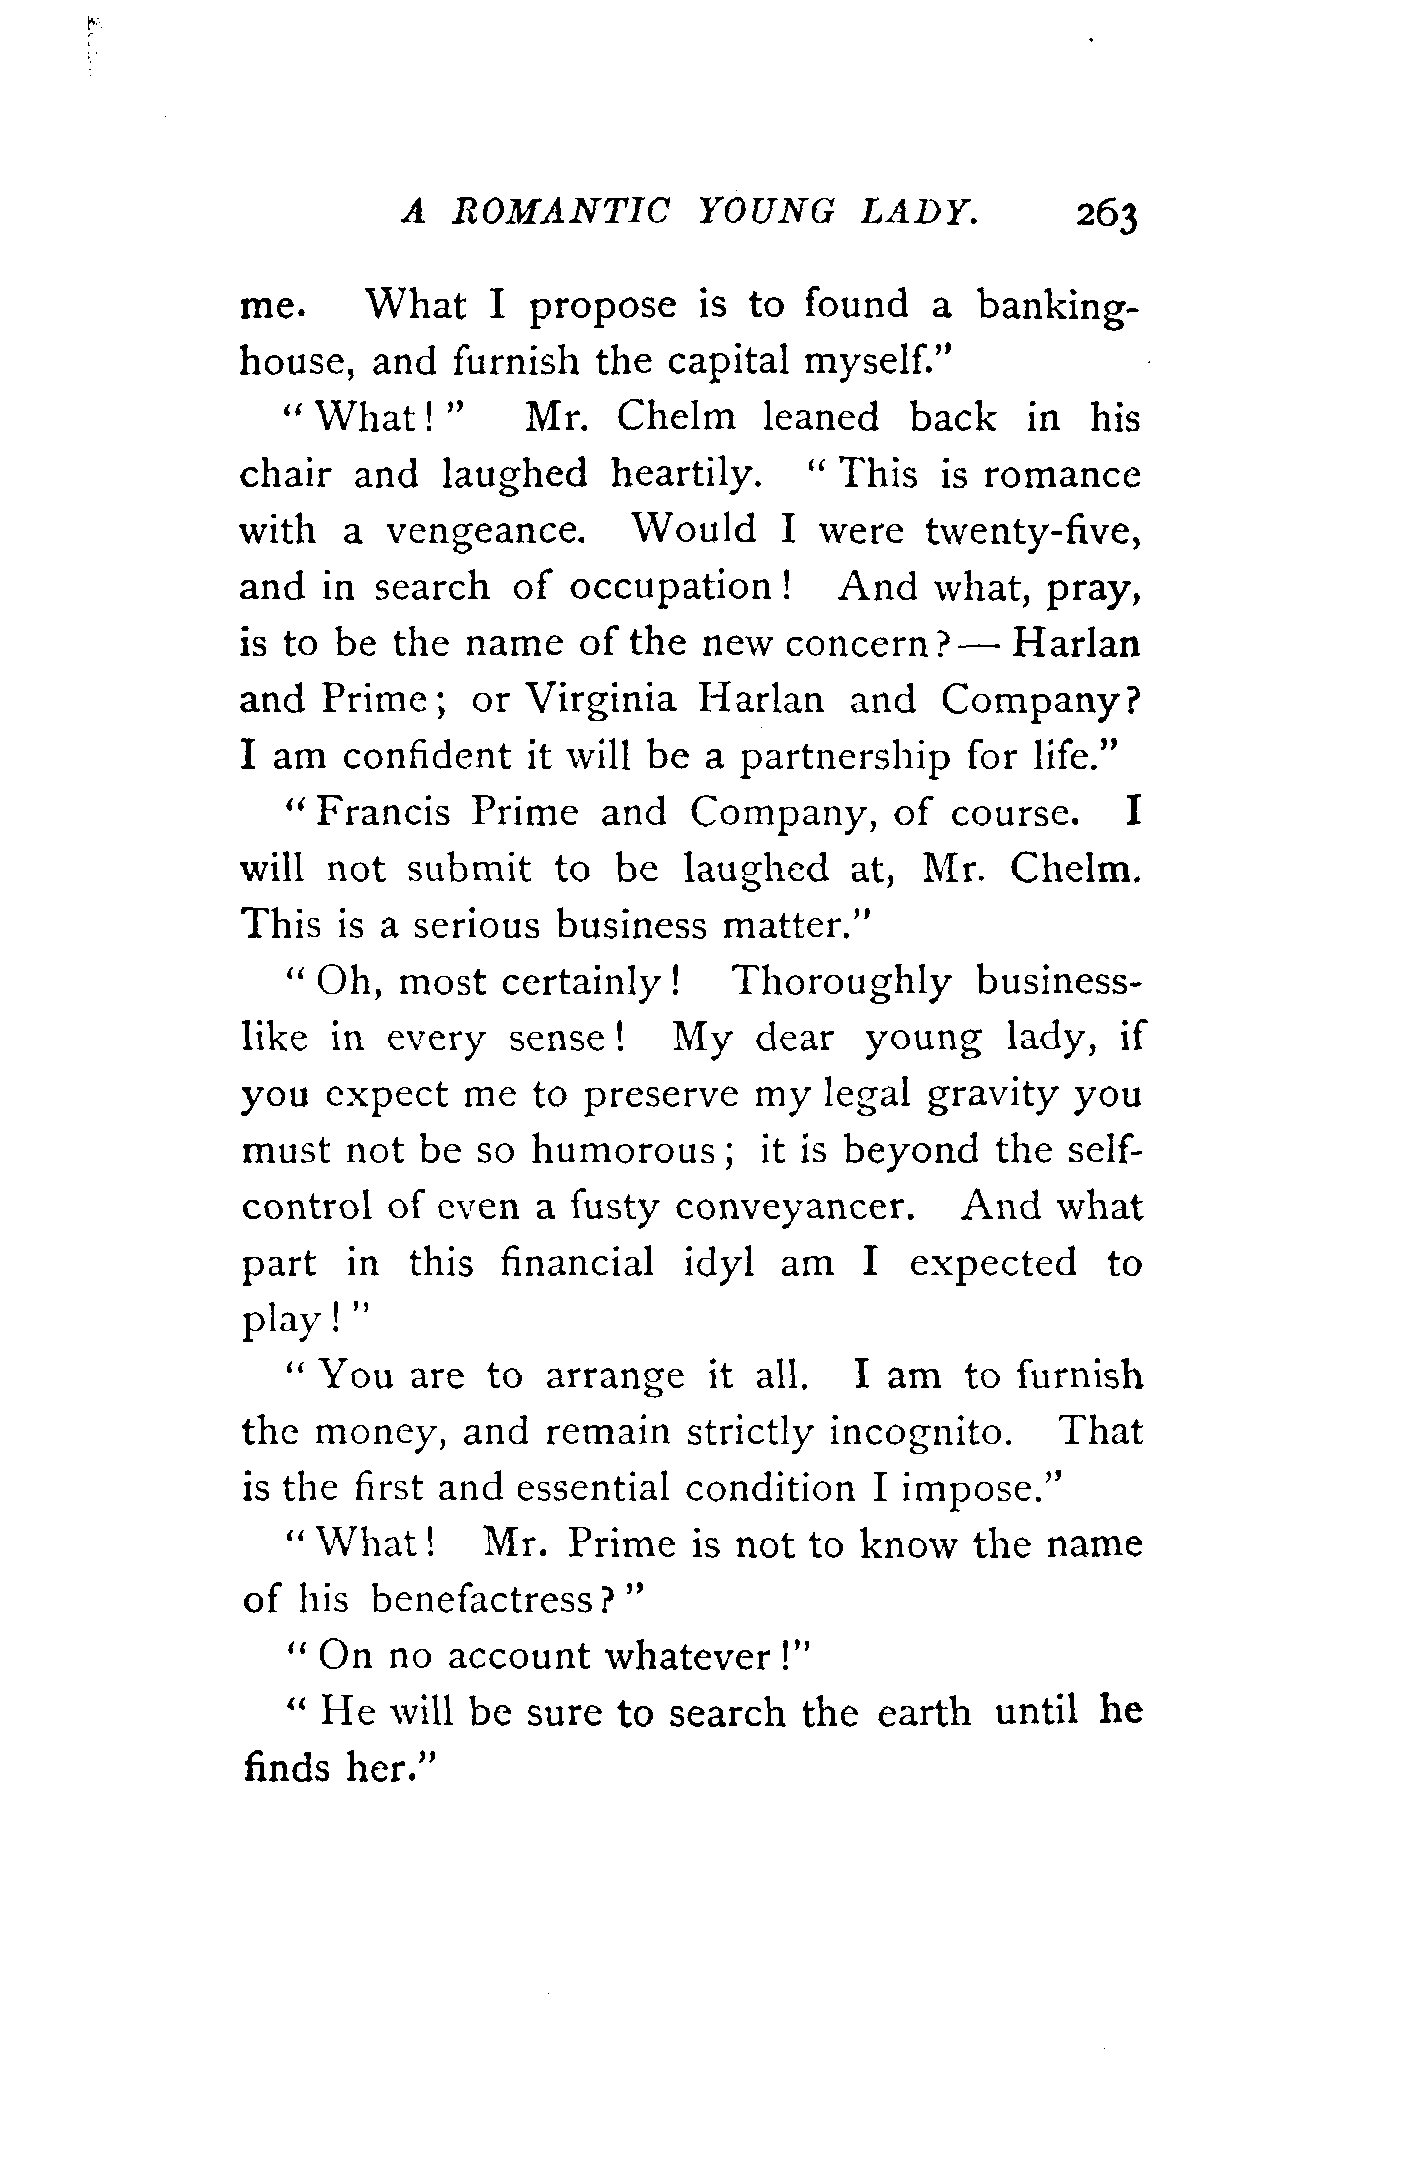 A ROMANTIC YOUNG LADY. 263
me. What I propose is to found a banking-
house, and furnish the capital myself."
"What!" Mr. Chelm leaned back in his
chair and laughed heartily. "This is romance
with a vengeance. Would I were twenty-five,
and in search of occupation! And what, pray,
is to be the name of the new concern?—Harlan
and Prime; or Virginia Harlan and Company?
I am confident it will be a partnership for life."
"Francis Prime and Company, of course. I
will not submit to be laughed at, Mr. Chelm.
This is a serious business matter."
"Oh, most certainly! Thoroughly business-
like in every sense! My dear young lady, if
you expect me to preserve my legal gravity you
must not be so humorous; it is beyond the self-
control of even a fusty conveyancer. And what
part in this financial idyl am I expected to
play!"
"You are to arrange it all. I am to furnish
the money, and remain strictly incognito. That
is the first and essential condition I impose."
"What! Mr. Prime is not to know the name
of his benefactress?"
"On no account whatever!"
"He will be sure to search the earth until he
finds her."